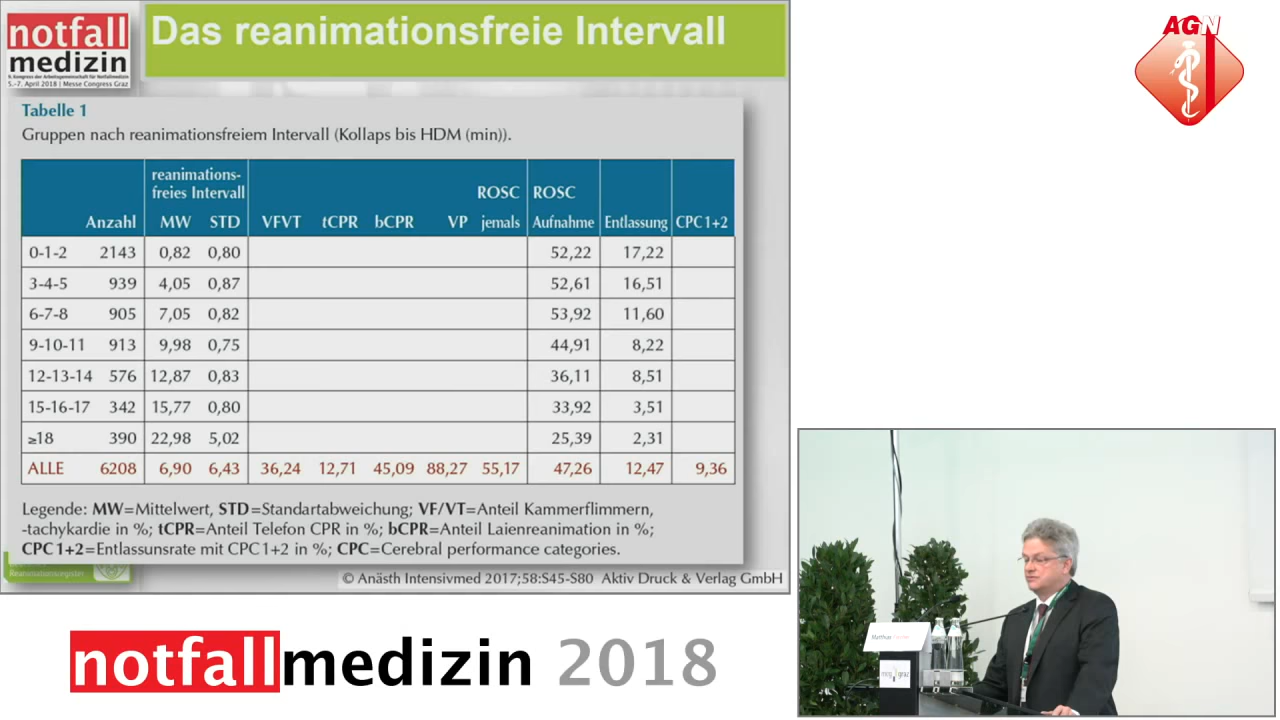 notfall
medizin
5.-7. April 2018 | Messe Congress Graz
Das reanimationsfreie Intervall
AGN
Tabelle 1
Gruppen nach reanimationsfreiem Intervall (Kollaps bis HDM (min)).
reanimations-
freies Intervall ROSC ROSC
Anzahl MW STD VFVT tCPR bCPR VP jemals Aufnahme Entlassung CPC1+2
0-1-2 2143 0,82 0,80 52,22 17,22
3-4-5 939 4,05 0,87 52,61 16,51
6-7-8 905 7,05 0,82 53,92 11,60
9-10-11 913 9,98 0,75 44,91 8,22
12-13-14 576 12,87 0,83 36,11 8,51
15-16-17 342 15,77 0,80 33,92 3,51
≥18 390 22,98 5,02 25,39 2,31
ALLE 6208 6,90 6,43 36,24 12,71 45,09 88,27 55,17 47,26 12,47 9,36
Legende: MW=Mittelwert, STD=Standartabweichung; VF/VT=Anteil Kammerflimmern,
-tachykardie in %; tCPR=Anteil Telefon CPR in %; bCPR=Anteil Laienreanimation in %;
CPC1+2=Entlassunsrate mit CPC1+2 in %; CPC=Cerebral performance categories.
Reanimationsregister
© Anästh Intensivmed 2017;58:S45-S80 Aktiv Druck & Verlag GmbH
notfallmedizin 2018
Matthias
graz